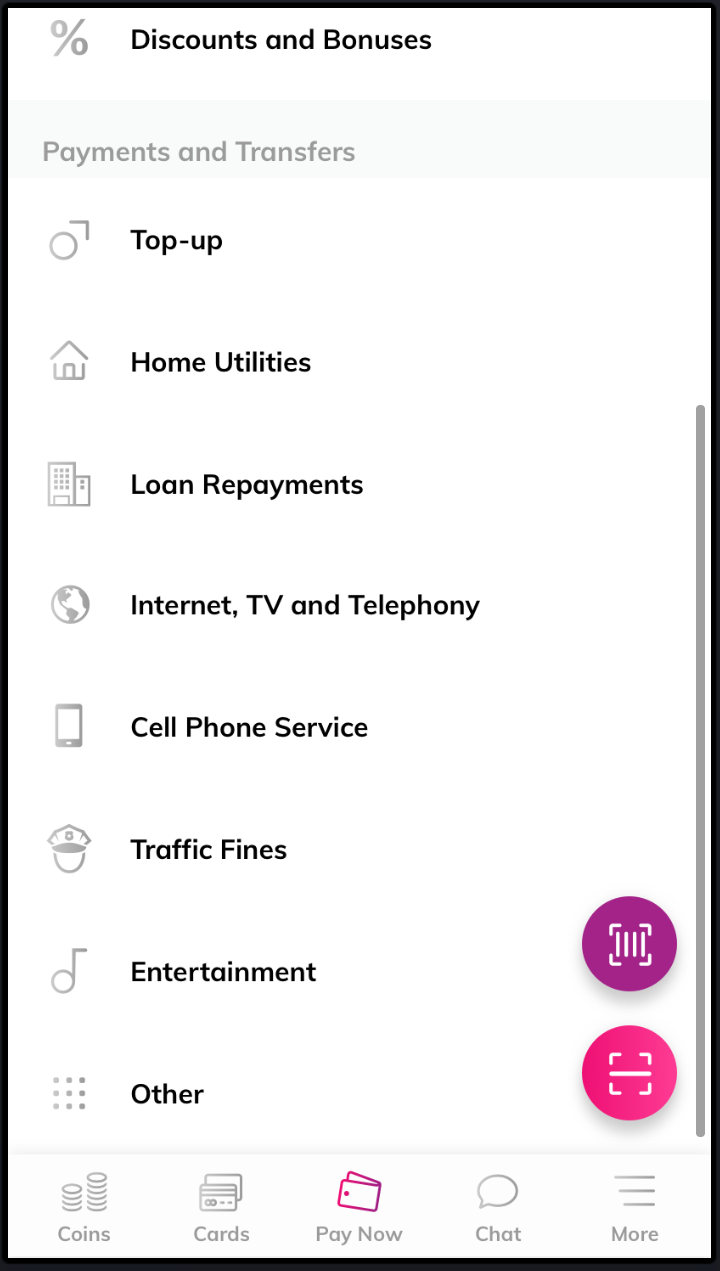 Discounts and Bonuses
Payments and Transfers
Top-up
Home Utilities
Loan Repayments
Internet, TV and Telephony
Cell Phone Service
Traffic Fines
Entertainment
Other
Coins
Cards
Pay Now
Chat
More